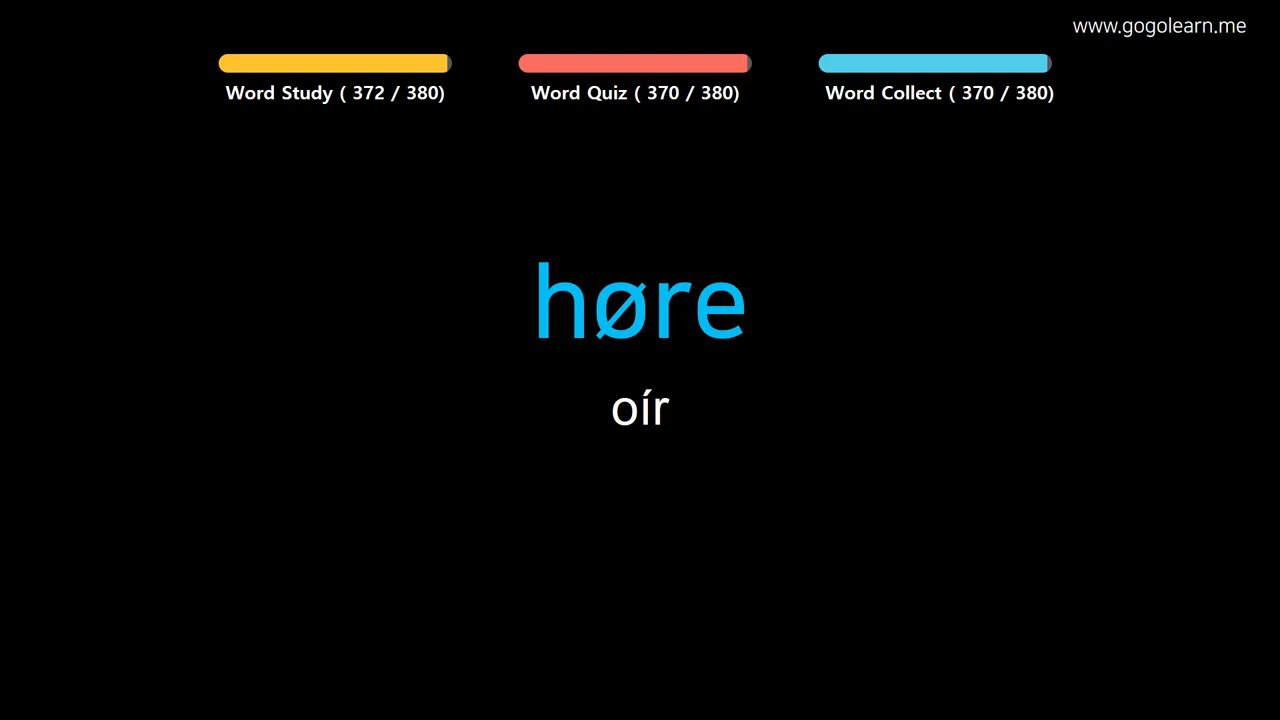 www.gogolearn.me
Word Study ( 372 / 380)
Word Quiz ( 370 / 380)
Word Collect ( 370 / 380)
høre
oír